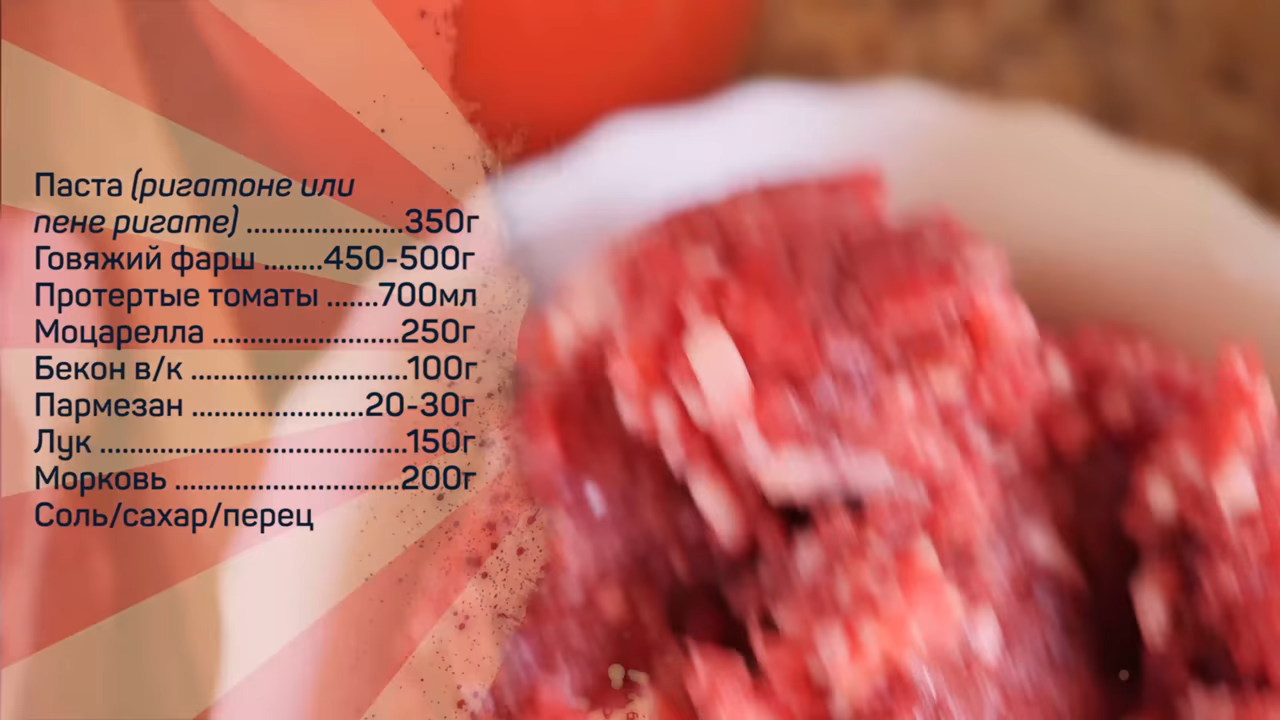 Паста (ригатоне или
пене ригате) .....................350г
Говяжий фарш ........450-500г
Протертые томаты .......700мл
Моцарелла .........................250г
Бекон в/к .............................100г
Пармезан .......................20-30г
Лук .........................................150г
Морковь ..............................200г
Соль/сахар/перец